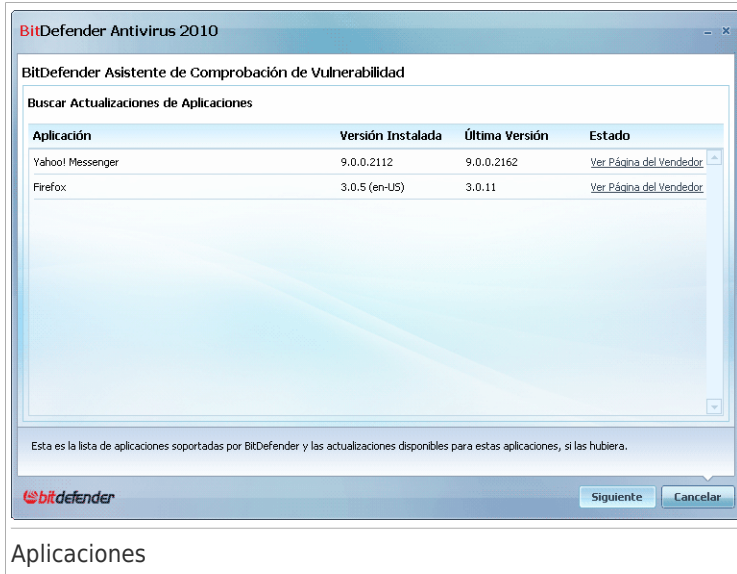 BitDefender Antivirus 2010
BitDefender Asistente de Comprobación de Vulnerabilidad
Buscar Actualizaciones de Aplicaciones
Aplicación Versión Instalada Última Versión Estado
Yahoo! Messenger 9.0.0.2112 9.0.0.2162 Ver Página del Vendedor
Firefox 3.0.5 (en-US) 3.0.11 Ver Página del Vendedor
Esta es la lista de aplicaciones soportadas por BitDefender y las actualizaciones disponibles para estas aplicaciones, si las hubiera.
bitdefender Siguiente Cancelar
Aplicaciones